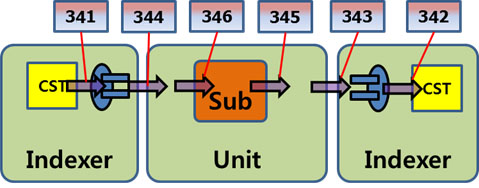 341 344 346 345 343 342
CST Sub CST
Indexer Unit Indexer